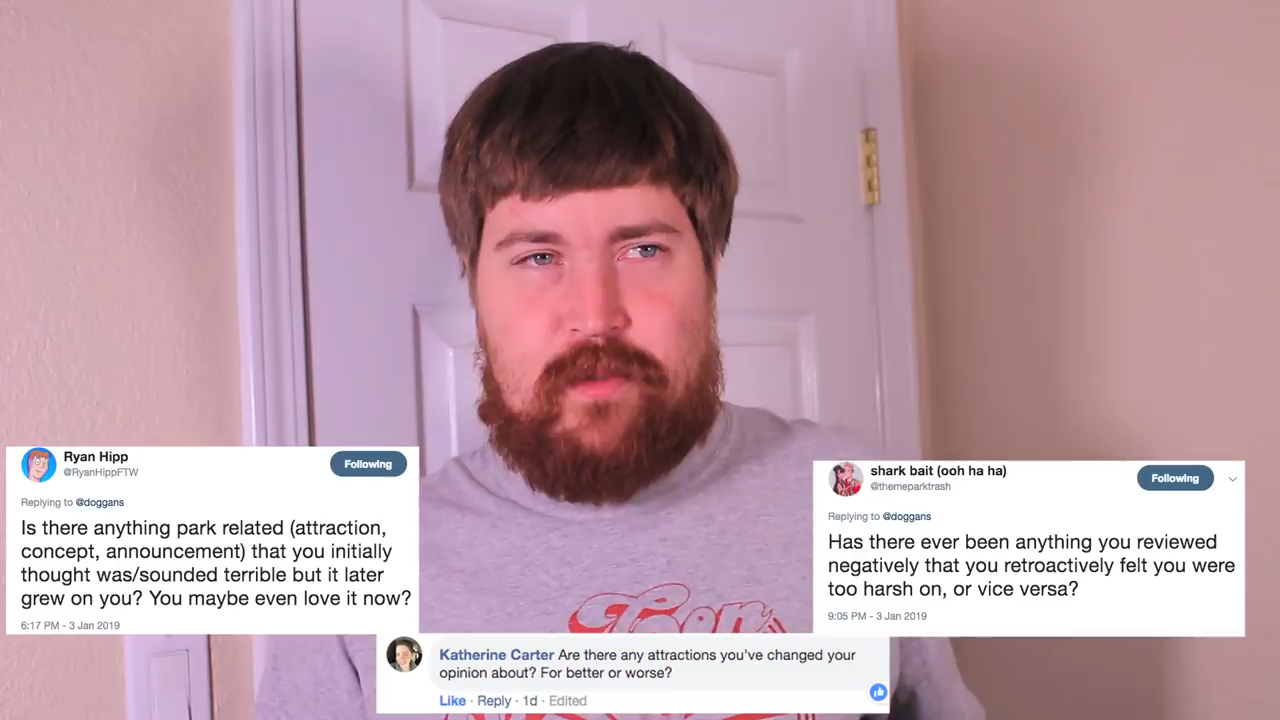 Ryan Hipp
@RyanHippFTW
Following
Replying to @doggans
Is there anything park related (attraction,
concept, announcement) that you initially
thought was/sounded terrible but it later
grew on you? You maybe even love it now?
6:17 PM - 3 Jan 2019
shark bait (ooh ha ha)
@themeparktrash
Following
Replying to @doggans
Has there ever been anything you reviewed
negatively that you retroactively felt you were
too harsh on, or vice versa?
9:05 PM - 3 Jan 2019
Toon
Katherine Carter Are there any attractions you've changed your
opinion about? For better or worse?
Like · Reply · 1d · Edited